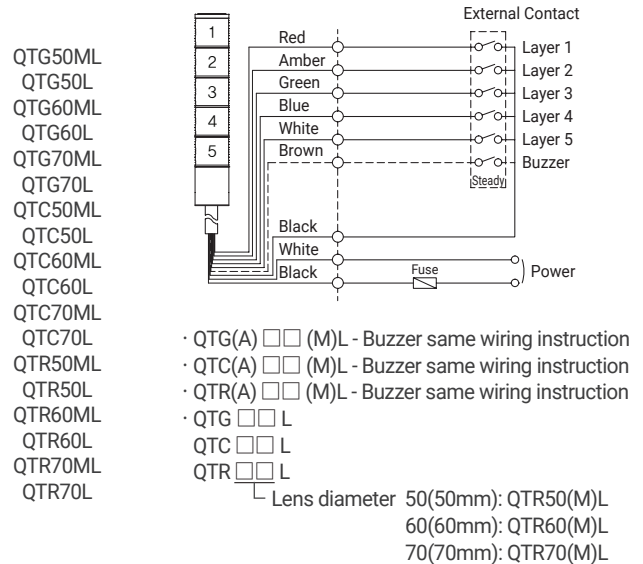 QTG50ML
QTG50L
QTG60ML
QTG60L
QTG70ML
QTG70L
QTC50ML
QTC50L
QTC60ML
QTC60L
QTC70ML
QTC70L
QTR50ML
QTR50L
QTR60ML
QTR60L
QTR70ML
QTR70L
1
2
3
4
5
External Contact
Red
Layer 1
Amber
Layer 2
Green
Layer 3
Blue
Layer 4
White
Layer 5
Brown
Buzzer
Steady
Black
White
Black
Fuse
Power
· QTG(A) □□ (M)L - Buzzer same wiring instruction
· QTC(A) □□ (M)L - Buzzer same wiring instruction
· QTR(A) □□ (M)L - Buzzer same wiring instruction
· QTG □□ L
QTC □□ L
QTR □□ L
Lens diameter 50(50mm): QTR50(M)L
60(60mm): QTR60(M)L
70(70mm): QTR70(M)L